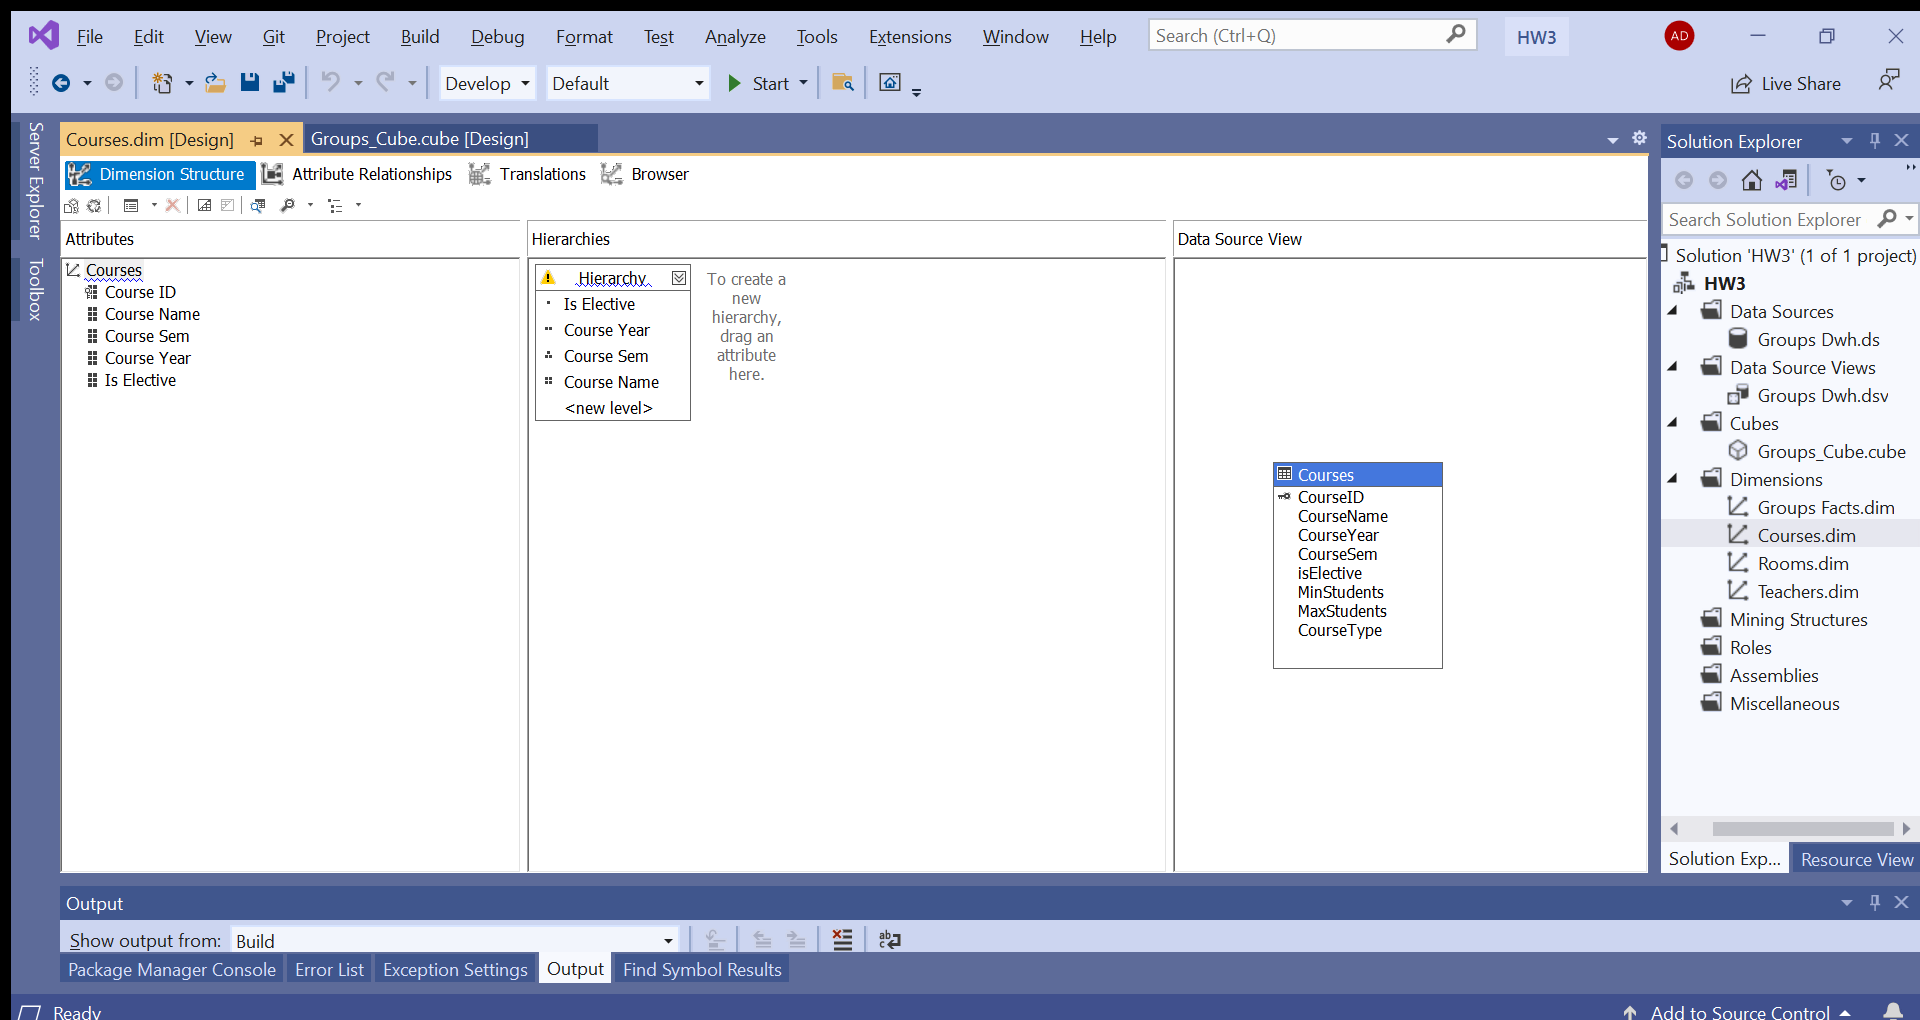 File Edit View Git Project Build Debug Format Test Analyze Tools Extensions Window Help Search (Ctrl+Q) HW3 AD
Develop Default Start Live Share
Server Explorer
Toolbox
Courses.dim [Design] Groups_Cube.cube [Design]
Dimension Structure Attribute Relationships Translations Browser
Attributes
Courses
Course ID
Course Name
Course Sem
Course Year
Is Elective
Hierarchies
Hierarchy
Is Elective
Course Year
Course Sem
Course Name
<new level>
To create a
new
hierarchy,
drag an
attribute
here.
Data Source View
Courses
CourseID
CourseName
CourseYear
CourseSem
isElective
MinStudents
MaxStudents
CourseType
Solution Explorer
Search Solution Explorer
Solution 'HW3' (1 of 1 project)
HW3
Data Sources
Groups Dwh.ds
Data Source Views
Groups Dwh.dsv
Cubes
Groups_Cube.cube
Dimensions
Groups Facts.dim
Courses.dim
Rooms.dim
Teachers.dim
Mining Structures
Roles
Assemblies
Miscellaneous
Solution Exp... Resource View
Output
Show output from: Build
Package Manager Console Error List Exception Settings Output Find Symbol Results
Ready Add to Source Control